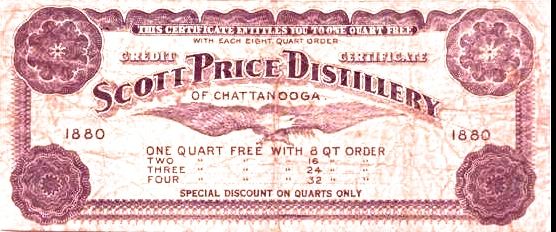 THIS CERTIFICATE ENTITLES YOU TO ONE QUART FREE
WITH EACH EIGHT QUART ORDER
CREDIT CERTIFICATE
SCOTT PRICE DISTILLERY
OF CHATTANOOGA.
1880 1880
ONE QUART FREE WITH 8 QT ORDER
TWO " " " 16 " "
THREE " " " 24 " "
FOUR " " " 32 " "
SPECIAL DISCOUNT ON QUARTS ONLY